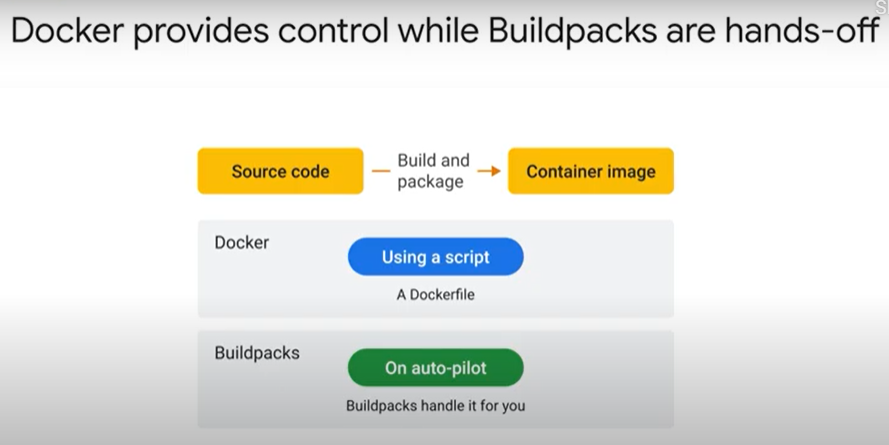 Docker provides control while Buildpacks are hands-off
Source code
Build and
package
Container image
Docker
Using a script
A Dockerfile
Buildpacks
On auto-pilot
Buildpacks handle it for you